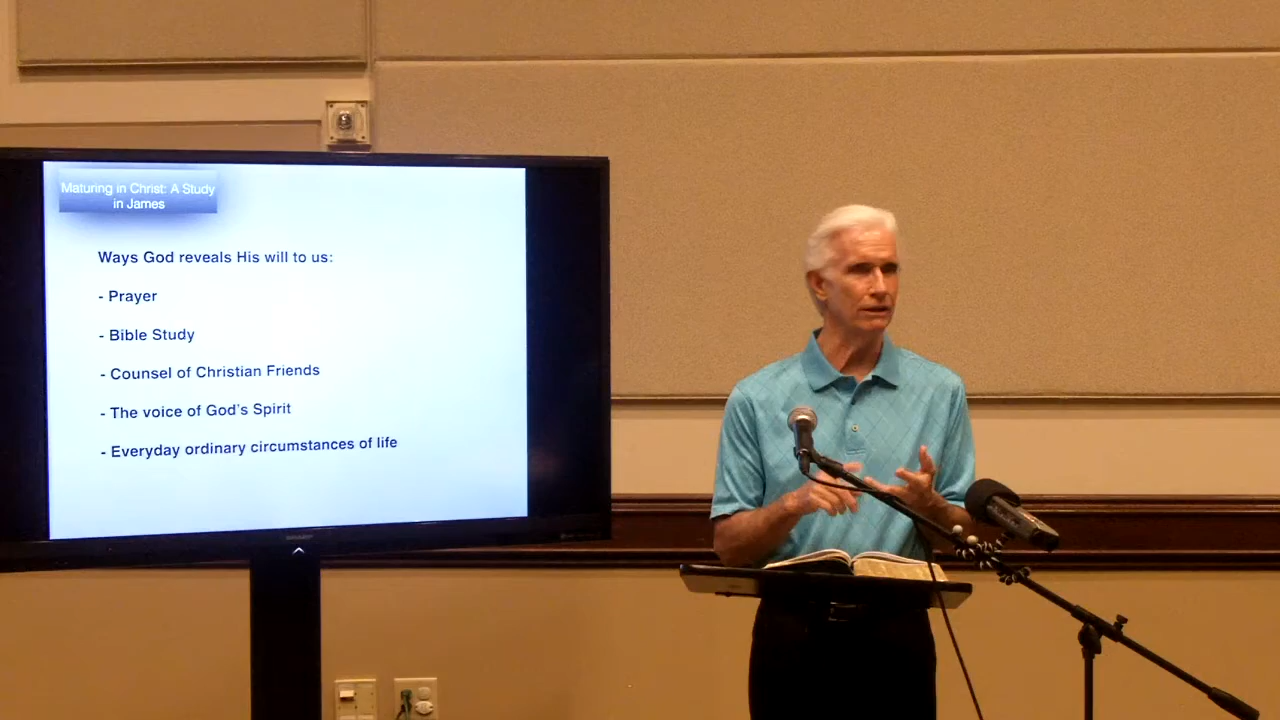 Maturing in Christ: A Study
in James
Ways God reveals His will to us:
- Prayer
- Bible Study
- Counsel of Christian Friends
- The voice of God's Spirit
- Everyday ordinary circumstances of life
SHARP